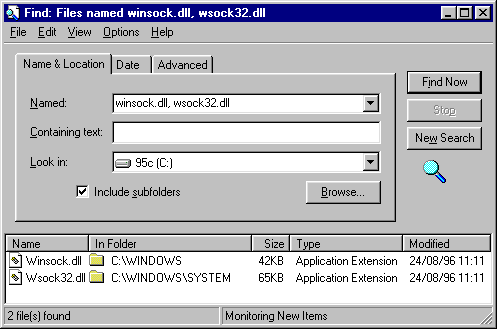 Find: Files named winsock.dll, wsock32.dll
File Edit View Options Help
Name & Location Date Advanced
Named: winsock.dll, wsock32.dll
Containing text:
Look in: 95c (C:)
Include subfolders Browse...
Find Now
Stop
New Search
Name In Folder Size Type Modified
Winsock.dll C:\WINDOWS 42KB Application Extension 24/08/96 11:11
Wsock32.dll C:\WINDOWS\SYSTEM 65KB Application Extension 24/08/96 11:11
2 file(s) found Monitoring New Items